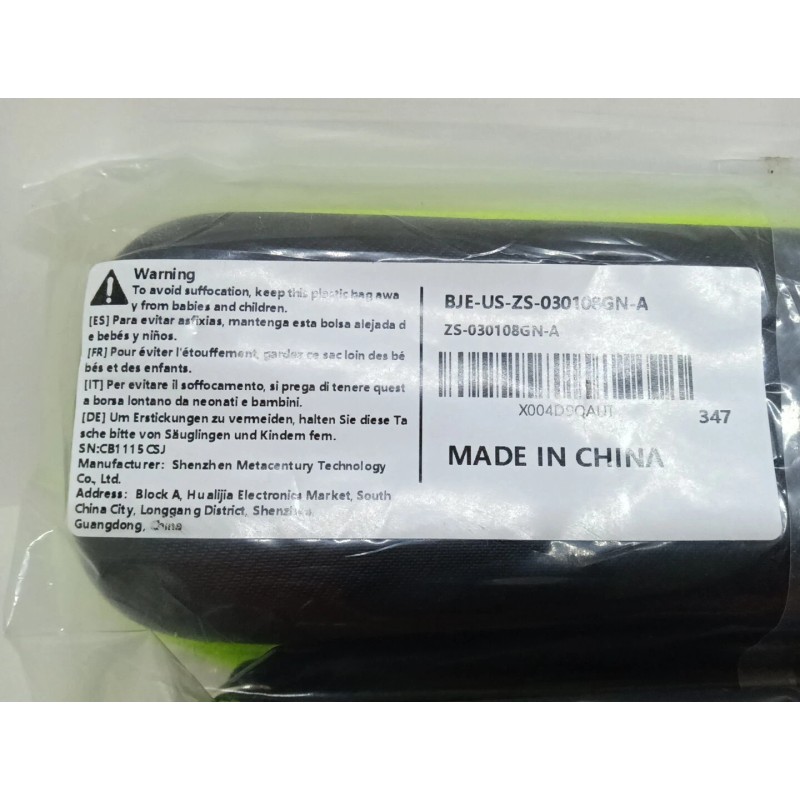 Warning
To avoid suffocation, keep this plastic bag awa
y from babies and children.
[ES] Para evitar asfixias, mantenga esta bolsa alejada d
e bebés y niños.
[FR] Pour éviter l'étouffement, gardez ce sac loin des bé
bés et des enfants.
[IT] Per evitare il soffocamento, si prega di tenere quest
a borsa lontano da neonati e bambini.
[DE] Um Erstickungen zu vermeiden, halten Sie diese Ta
sche bitte von Säuglingen und Kindem fem.
SN:CB1115CSJ
Manufacturer: Shenzhen Metacentury Technology
Co., Ltd.
Address: Block A, Hualijia Electronics Market, South
China City, Longgang District, Shenzhen,
Guangdong, China
BJE-US-ZS-030108GN-A
ZS-030108GN-A
X004D9QAUT
347
MADE IN CHINA